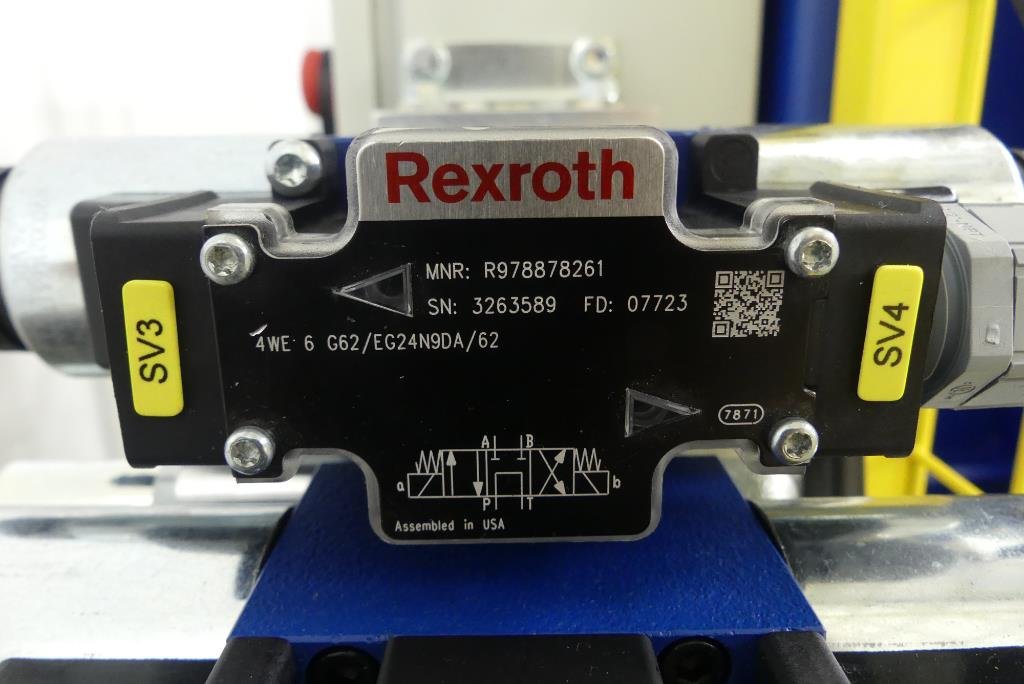 Rexroth
MNR: R978878261
SN: 3263589 FD: 07723
4WE 6 G62/EG24N9DA/62
SV3
SV4
7871
A B
a b
P T
Assembled in USA